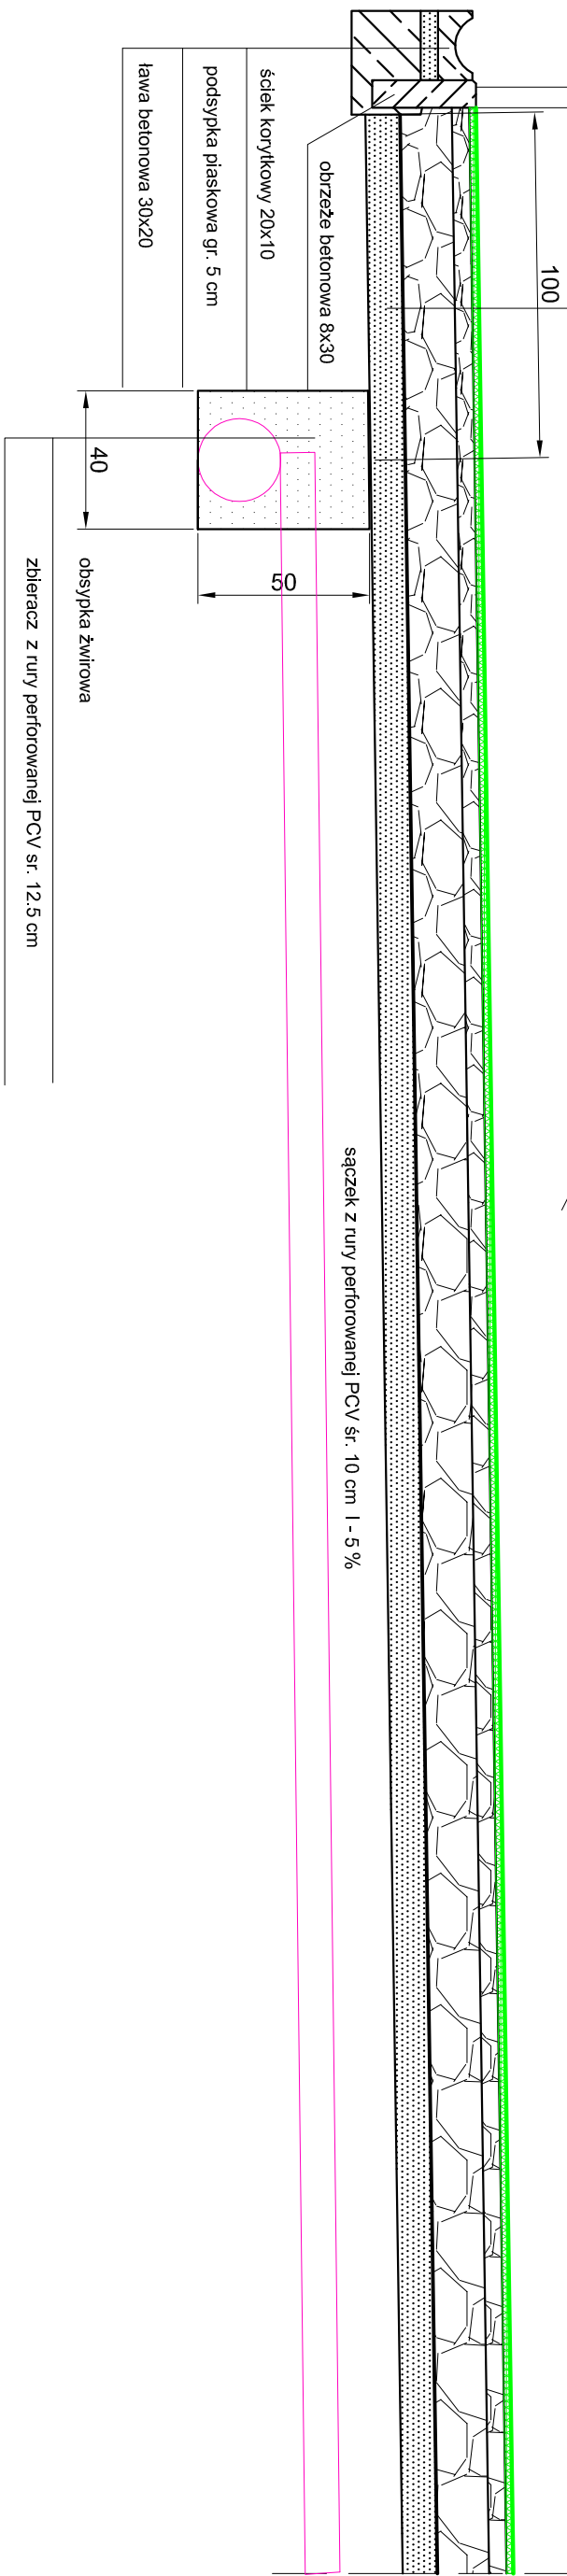 100
obrzeże betonowa 8x30
ściek korytkowy 20x10
podsypka piaskowa gr. 5 cm
ława betonowa 30x20
50
40
obsypka żwirowa
zbieracz z rury perforowanej PCV sr. 12.5 cm
sączek z rury perforowanej PCV śr. 10 cm I - 5 %